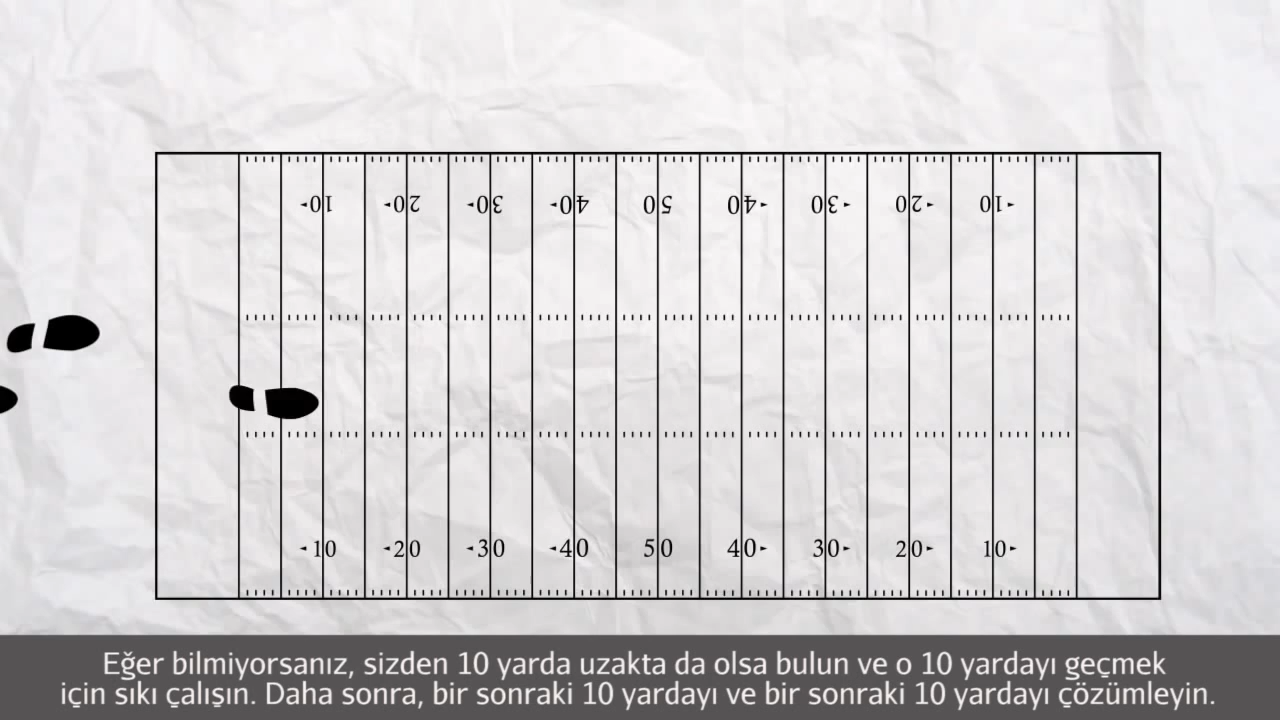 10 20 30 40 50 40 30 20 10
10 20 30 40 50 40 30 20 10
Eğer bilmiyorsanız, sizden 10 yarda uzakta da olsa bulun ve o 10 yardayı geçmek
için sıkı çalışın. Daha sonra, bir sonraki 10 yardayı ve bir sonraki 10 yardayı çözümleyin.